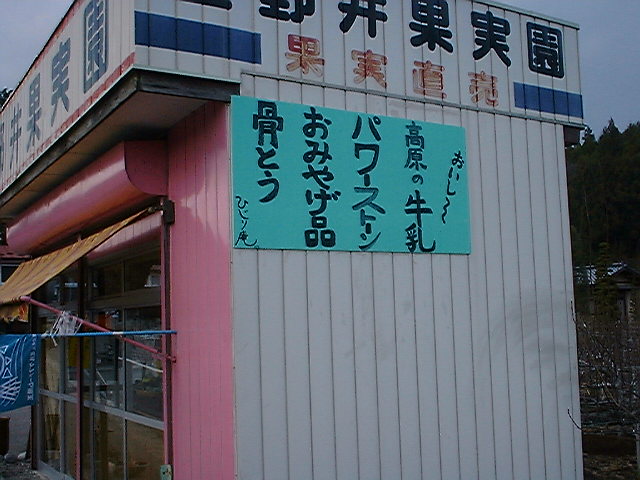 野井果実園
果実直売
野井果実園
おいし〜
高原の牛乳
パワーストーン
おみやげ品
骨とう
ひじり庵